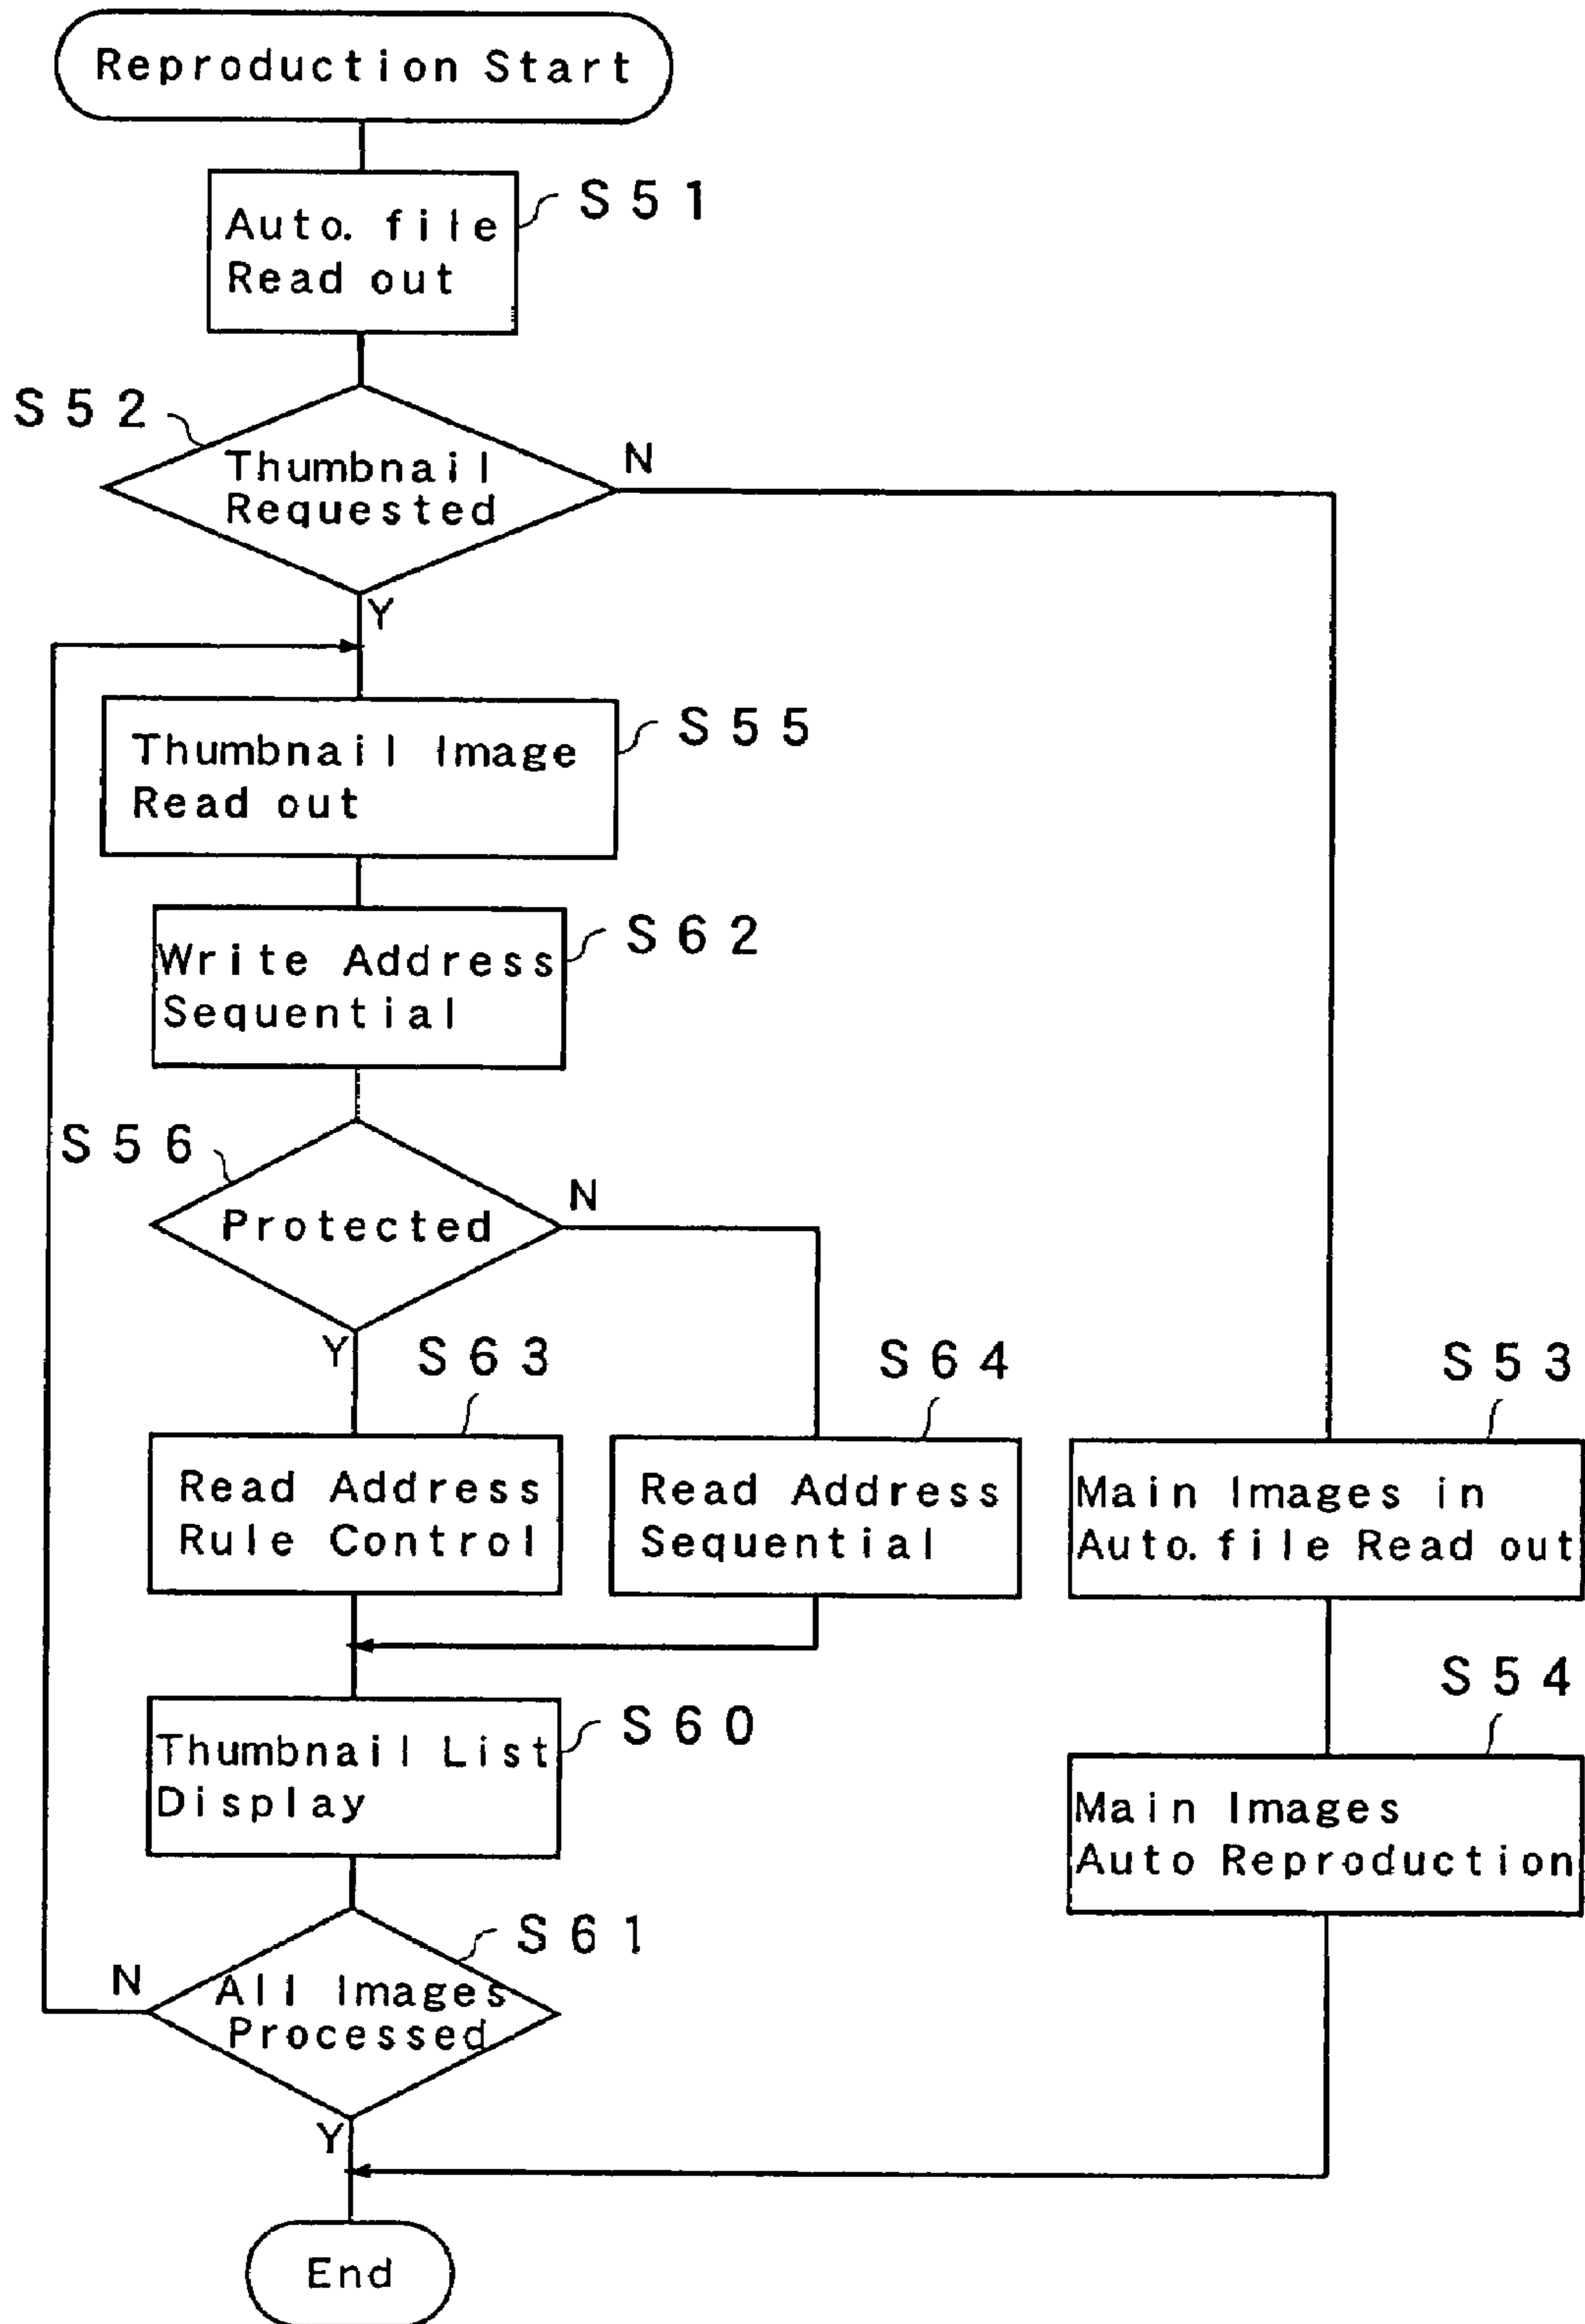 Reproduction Start
S51
Auto. file
Read out
S52
Thumbnail
Requested
N
Y
S55
Thumbnail Image
Read out
S62
Write Address
Sequential
S56
Protected
N
Y
S63
Read Address
Rule Control
S64
Read Address
Sequential
S53
Main Images in
Auto. file Read out
S60
Thumbnail List
Display
S54
Main Images
Auto Reproduction
S61
All Images
Processed
N
Y
End